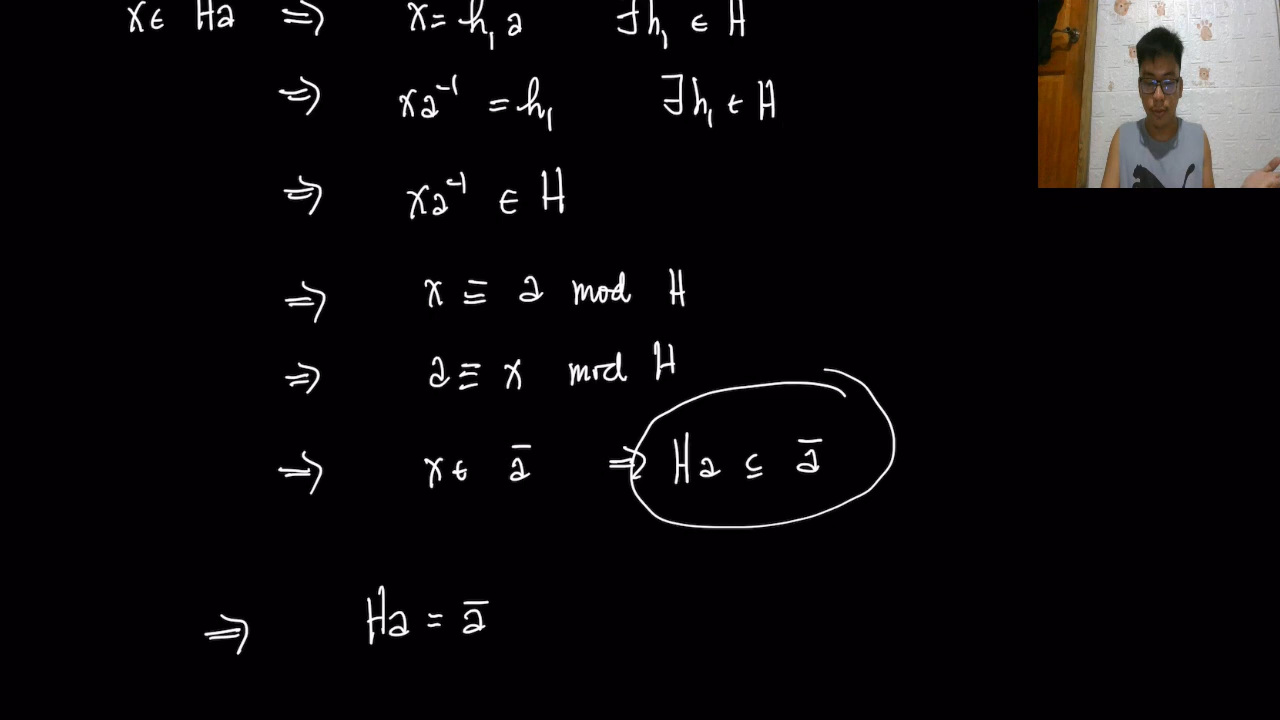 x ∈ Ha ⇒ x = h₁a ∃h₁ ∈ H
⇒ xa⁻¹ = h₁ ∃h₁ ∈ H
⇒ xa⁻¹ ∈ H
⇒ x ≡ a mod H
⇒ a ≡ x mod H
⇒ x ∈ ā ⇒ Ha ⊆ ā
⇒ Ha = ā